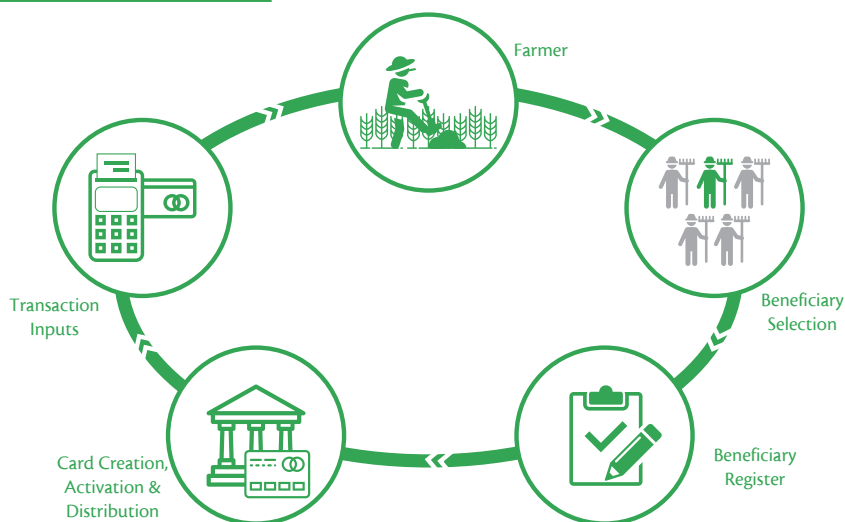 Farmer
Beneficiary
Selection
Beneficiary
Register
Card Creation,
Activation &
Distribution
Transaction
Inputs